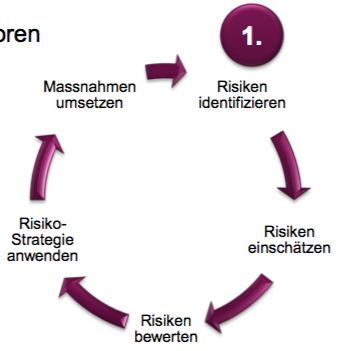 oren
1.
Massnahmen
umsetzen
Risiken
identifizieren
Risiken
einschätzen
Risiken
bewerten
Risiko-
Strategie
anwenden